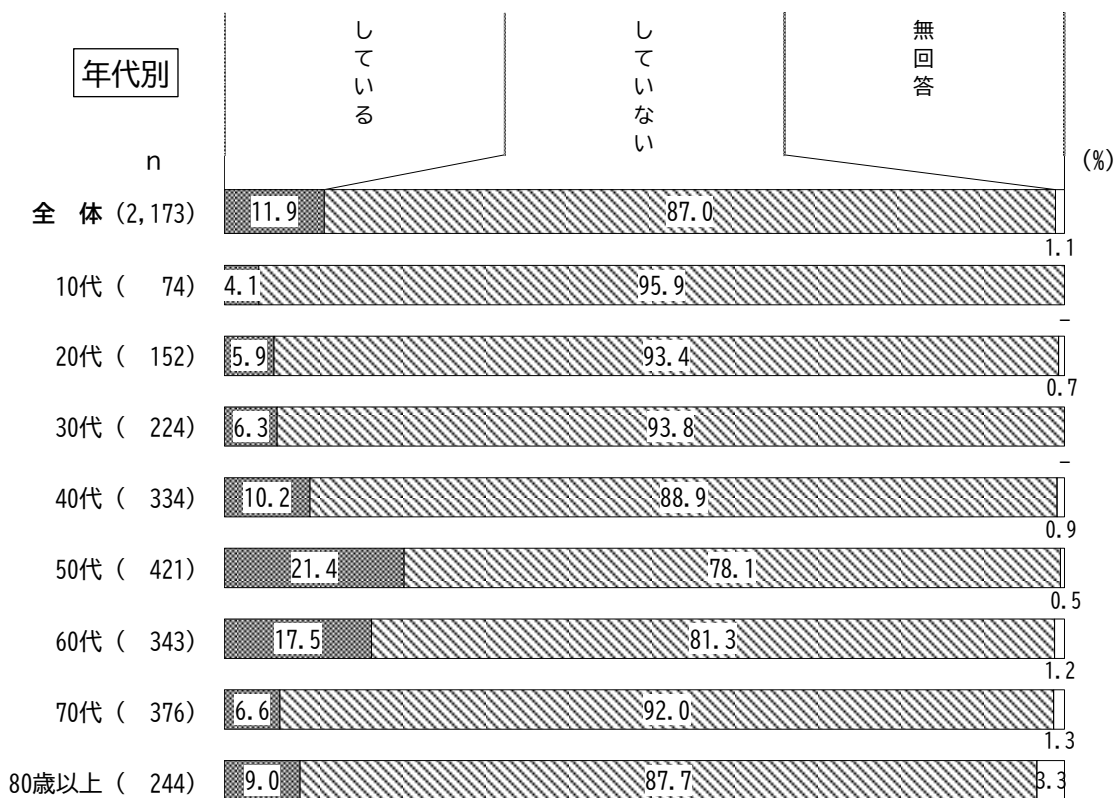 年代別
している
していない
無回答
n
(%)
全 体 (2,173) 11.9 87.0 1.1
10代 ( 74) 4.1 95.9 -
20代 ( 152) 5.9 93.4 0.7
30代 ( 224) 6.3 93.8 -
40代 ( 334) 10.2 88.9 0.9
50代 ( 421) 21.4 78.1 0.5
60代 ( 343) 17.5 81.3 1.2
70代 ( 376) 6.6 92.0 1.3
80歳以上 ( 244) 9.0 87.7 3.3